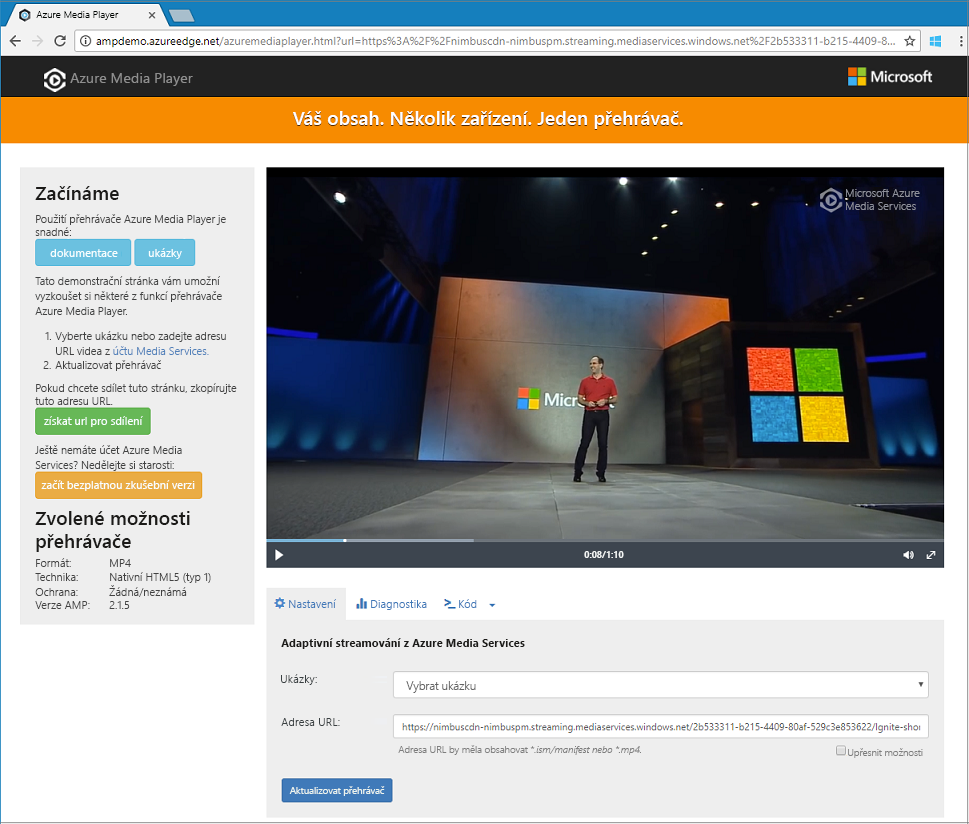 Azure Media Player
ampdemo.azureedge.net/azuremediaplayer.html?url=https%3A%2F%2Fnimbuscdn-nimbuspm.streaming.mediaservices.windows.net%2F2b533311-b215-4409-8...
Azure Media Player
Microsoft
Váš obsah. Několik zařízení. Jeden přehrávač.
Začínáme
Použití přehrávače Azure Media Player je
snadné:
dokumentace
ukázky
Tato demonstrační stránka vám umožní
vyzkoušet si některé z funkcí přehrávače
Azure Media Player.
1. Vyberte ukázku nebo zadejte adresu
URL videa z účtu Media Services.
2. Aktualizovat přehrávač
Pokud chcete sdílet tuto stránku, zkopírujte
tuto adresu URL.
získat url pro sdílení
Ještě nemáte účet Azure Media
Services? Nedělejte si starosti:
začít bezplatnou zkušební verzi
Zvolené možnosti
přehrávače
Formát: MP4
Technika: Nativní HTML5 (typ 1)
Ochrana: Žádná/neznámá
Verze AMP: 2.1.5
Microsoft Azure
Media Services
0:08/1:10
Nastavení
Diagnostika
Kód
Adaptivní streamování z Azure Media Services
Ukázky:
Vybrat ukázku
Adresa URL:
https://nimbuscdn-nimbuspm.streaming.mediaservices.windows.net/2b533311-b215-4409-80af-529c3e853622/Ignite-shor
Adresa URL by měla obsahovat *.ism/manifest nebo *.mp4.
Upřesnit možnosti
Aktualizovat přehrávač